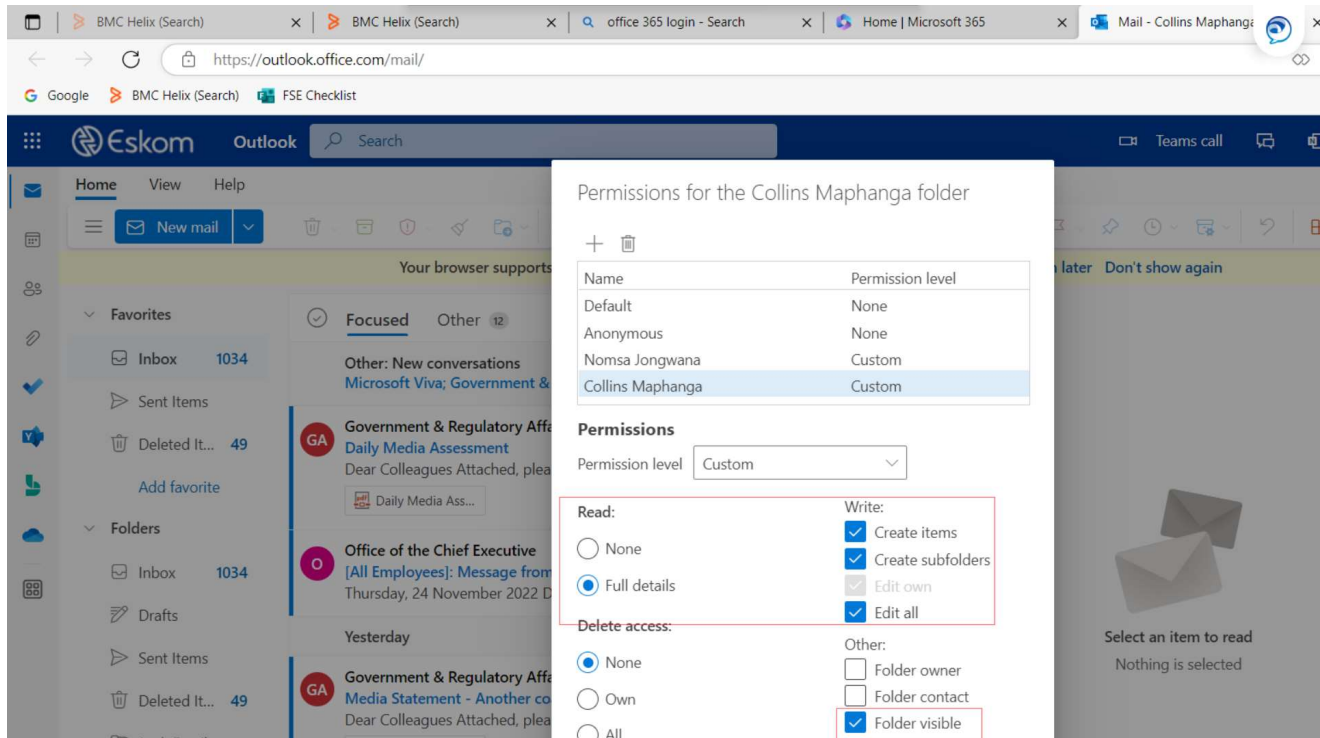 BMC Helix (Search)
BMC Helix (Search)
office 365 login - Search
Home | Microsoft 365
Mail - Collins Maphanga
https://outlook.office.com/mail/
Google
BMC Helix (Search)
FSE Checklist
Eskom
Outlook
Search
Teams call
Home
View
Help
New mail
Your browser supports
later
Don't show again
Favorites
Inbox 1034
Sent Items
Deleted It... 49
Add favorite
Folders
Inbox 1034
Drafts
Sent Items
Deleted It... 49
Focused
Other 12
Other: New conversations
Microsoft Viva; Government &
GA
Government & Regulatory Affa
Daily Media Assessment
Dear Colleagues Attached, plea
pdf
Daily Media Ass...
O
Office of the Chief Executive
[All Employees]: Message from
Thursday, 24 November 2022 D
Yesterday
GA
Government & Regulatory Affa
Media Statement - Another co
Dear Colleagues Attached, plea
Permissions for the Collins Maphanga folder
Name Permission level
Default None
Anonymous None
Nomsa Jongwana Custom
Collins Maphanga Custom
Permissions
Permission level Custom
Read:
None
Full details
Write:
Create items
Create subfolders
Edit own
Edit all
Delete access:
None
Own
All
Other:
Folder owner
Folder contact
Folder visible
Select an item to read
Nothing is selected